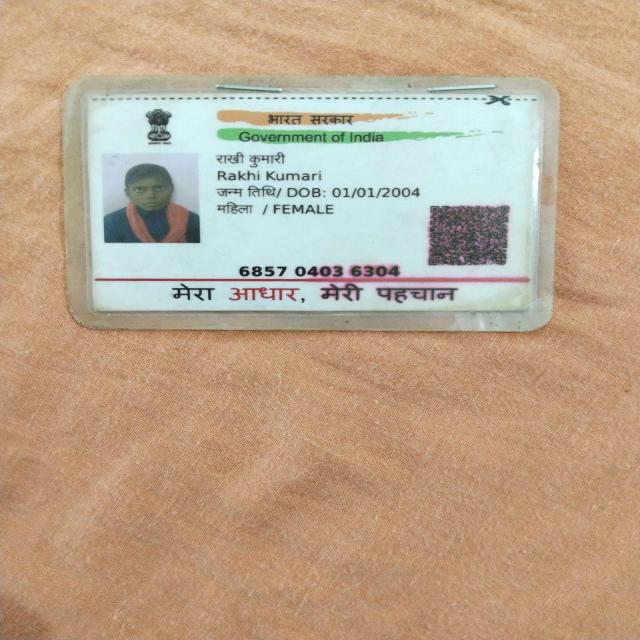 भारत सरकार
Government of India
राखी कुमारी
Rakhi Kumari
जन्म तिथि/ DOB: 01/01/2004
महिला / FEMALE
6857 0403 6304
मेरा आधार, मेरी पहचान